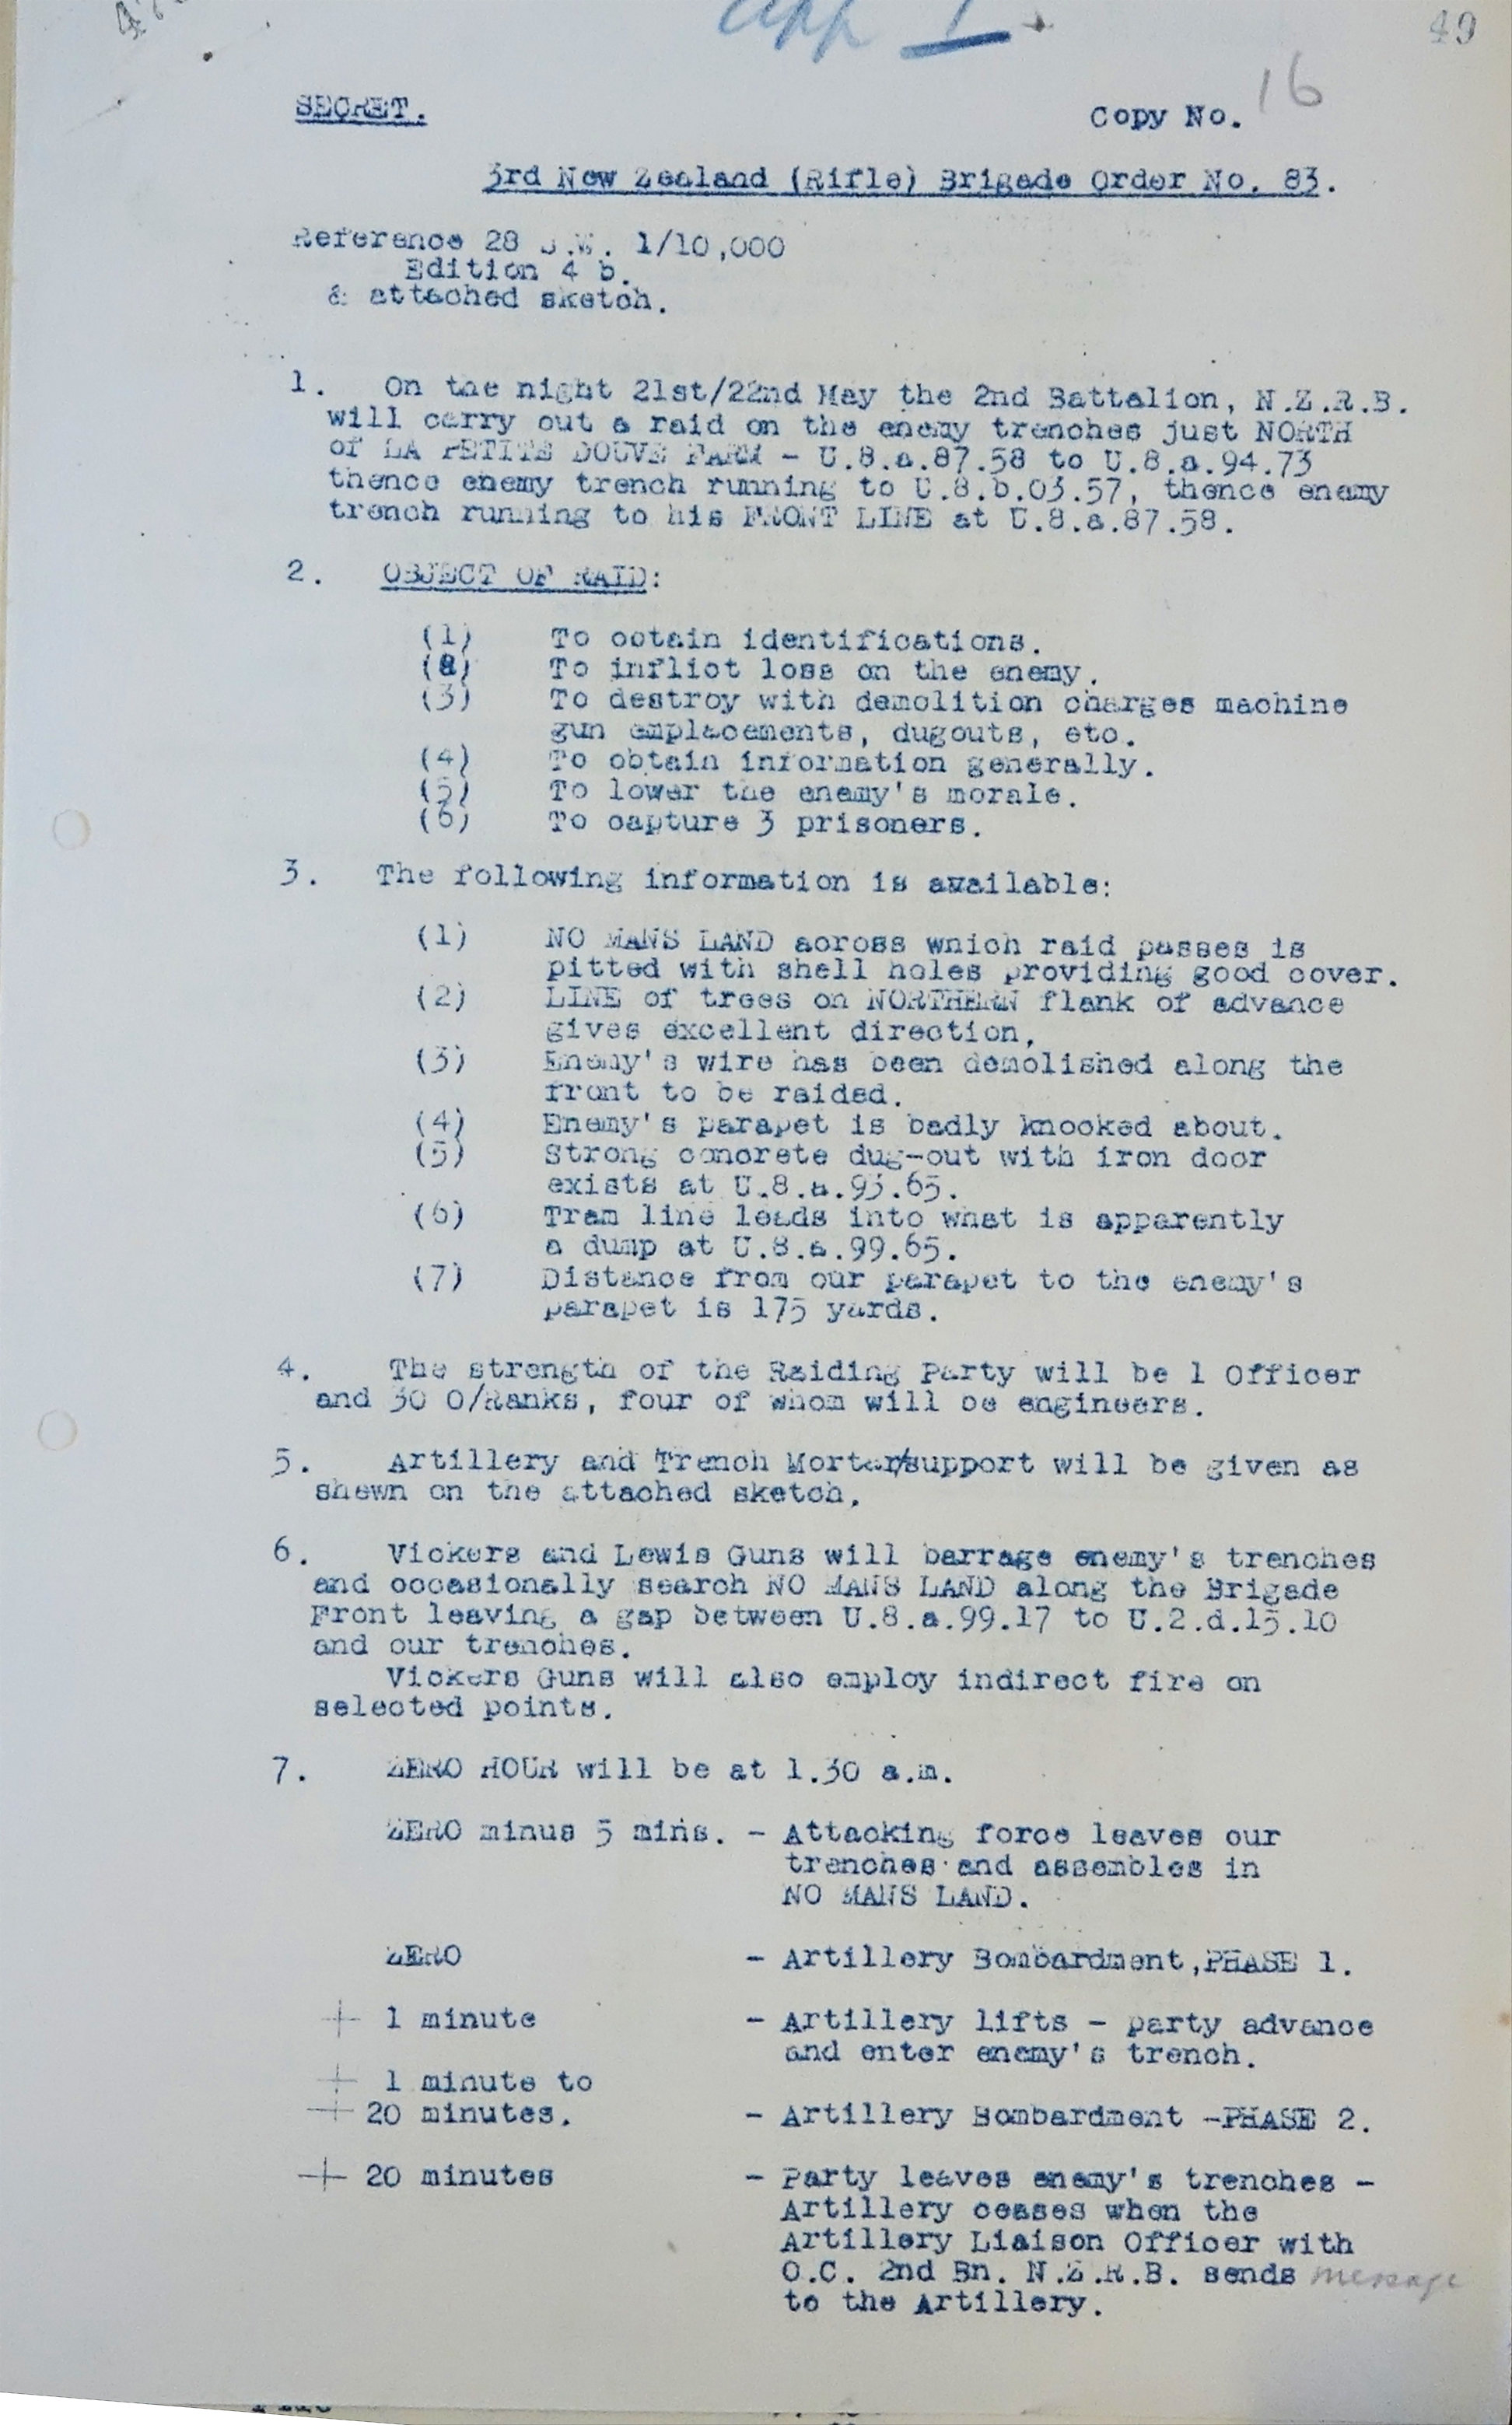 App 1
49
SECRET.
Copy No. 16
3rd New Zealand (Rifle) Brigade Order No. 83.
Reference 28 S.W. 1/10,000
Edition 4 b.
& attached sketch.
1. On the night 21st/22nd May the 2nd Battalion, N.Z.R.B.
will carry out a raid on the enemy trenches just NORTH
of LA PETITE DOUVE FARM - U.8.a.87.58 to U.8.a.94.73
thence enemy trench running to U.8.b.03.57, thence enemy
trench running to his FRONT LINE at U.8.a.87.58.
2. OBJECT OF RAID:
(1) To obtain identifications.
(2) To inflict loss on the enemy.
(3) To destroy with demolition charges machine
gun emplacements, dugouts, etc.
(4) To obtain information generally.
(5) To lower the enemy's morale.
(6) To capture 3 prisoners.
3. The following information is available:
(1) NO MANS LAND across which raid passes is
pitted with shell holes providing good cover.
(2) LINE of trees on NORTHERN flank of advance
gives excellent direction,
(3) Enemy's wire has been demolished along the
front to be raided.
(4) Enemy's parapet is badly knocked about.
(5) Strong concrete dug-out with iron door
exists at U.8.a.93.65.
(6) Tram line leads into what is apparently
a dump at U.8.a.99.65.
(7) Distance from our parapet to the enemy's
parapet is 175 yards.
4. The strength of the Raiding Party will be 1 Officer
and 30 O/Ranks, four of whom will be engineers.
5. Artillery and Trench Mortar/support will be given as
shewn on the attached sketch,
6. Vickers and Lewis Guns will barrage enemy's trenches
and occasionally search NO MANS LAND along the Brigade
Front leaving a gap between U.8.a.99.17 to U.2.d.15.10
and our trenches.
Vickers Guns will also employ indirect fire on
selected points.
7. ZERO HOUR will be at 1.30 a.m.
ZERO minus 5 mins. - Attacking force leaves our
trenches and assembles in
NO MANS LAND.
ZERO - Artillery Bombardment,PHASE 1.
+ 1 minute - Artillery lifts - party advance
and enter enemy's trench.
+ 1 minute to
+ 20 minutes. - Artillery Bombardment -PHASE 2.
+ 20 minutes - Party leaves enemy's trenches -
Artillery ceases when the
Artillery Liaison Officer with
O.C. 2nd Bn. N.Z.R.B. sends message
to the Artillery.